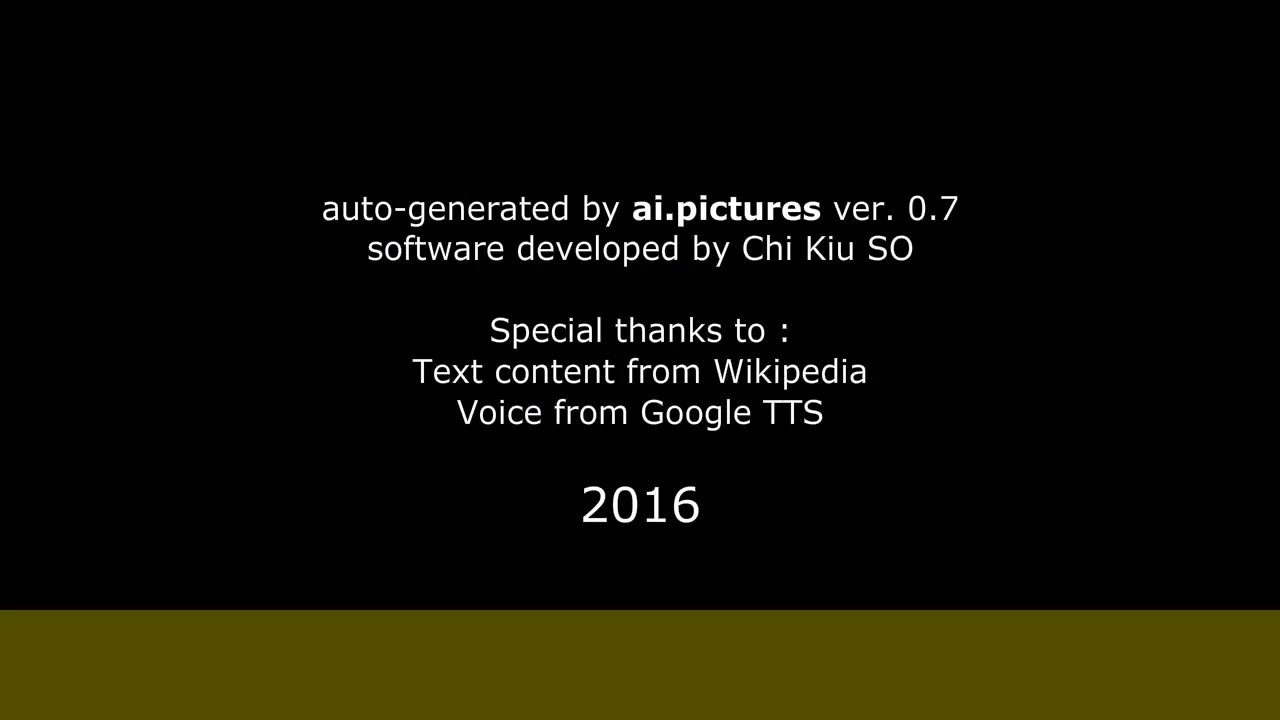 auto-generated by ai.pictures ver. 0.7
software developed by Chi Kiu SO
Special thanks to :
Text content from Wikipedia
Voice from Google TTS
2016